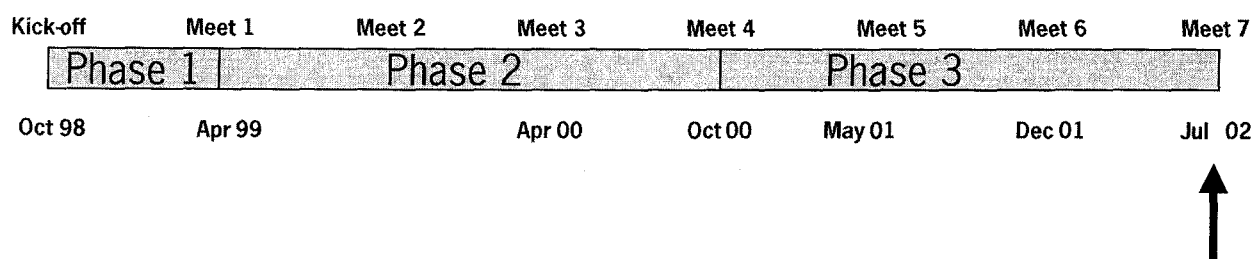 Kick-off Meet 1 Meet 2 Meet 3 Meet 4 Meet 5 Meet 6 Meet 7
Phase 1 Phase 2 Phase 3
Oct 98 Apr 99 Apr 00 Oct 00 May 01 Dec 01 Jul 02